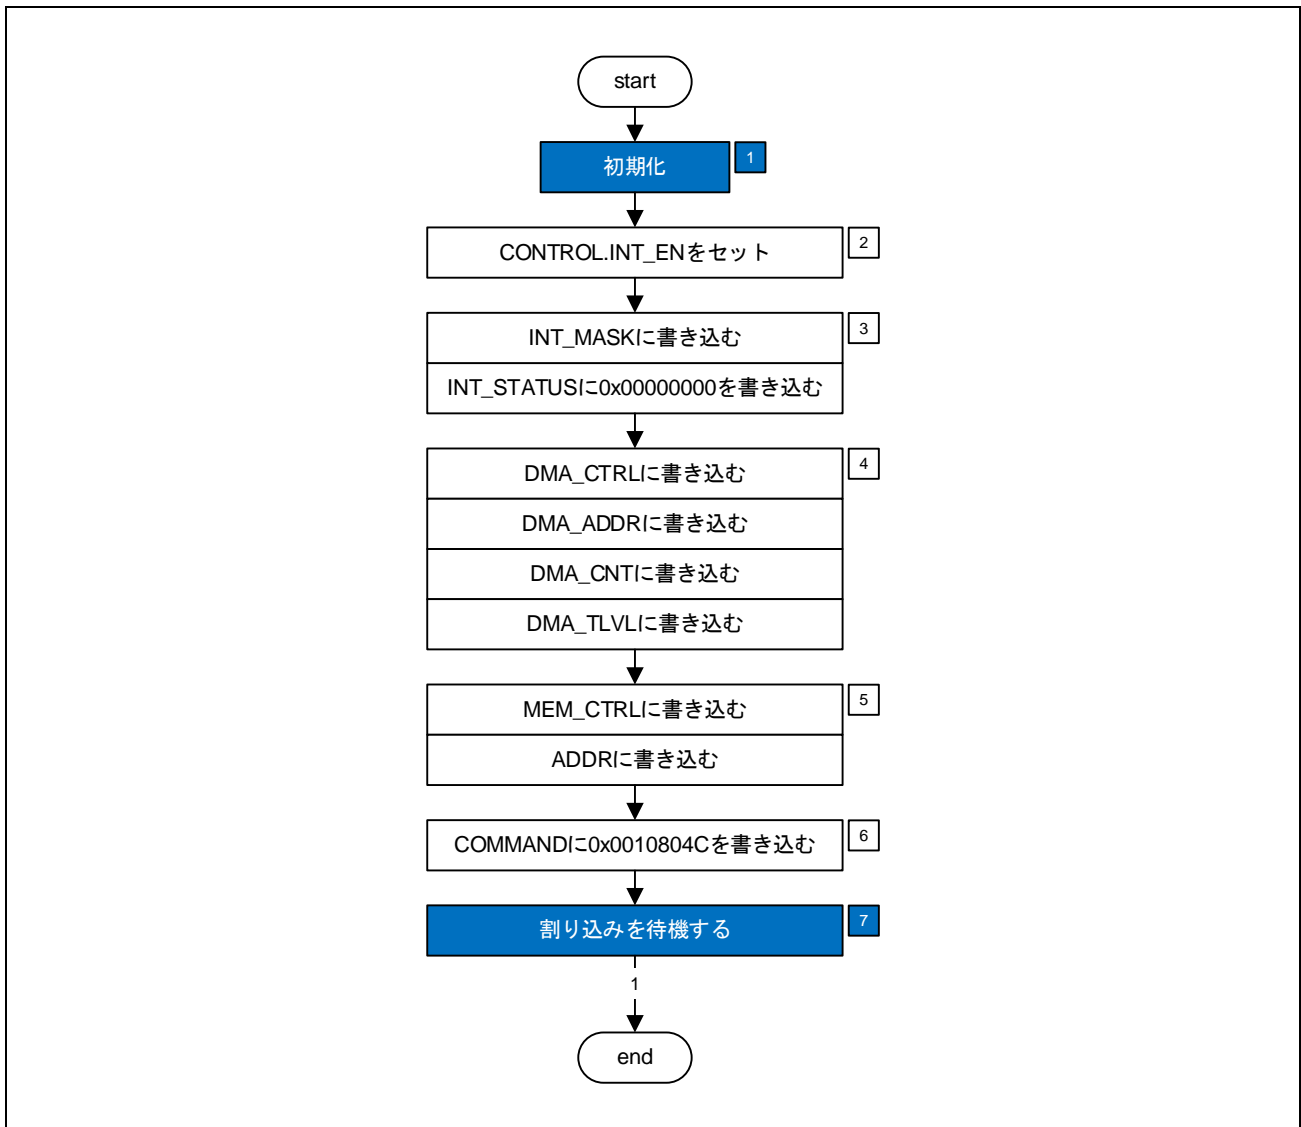 start
初期化
1
CONTROL.INT_ENをセット
2
INT_MASKに書き込む
3
INT_STATUSに0x00000000を書き込む
DMA_CTRLに書き込む
4
DMA_ADDRに書き込む
DMA_CNTに書き込む
DMA_TLVLに書き込む
MEM_CTRLに書き込む
5
ADDRに書き込む
COMMANDに0x0010804Cを書き込む
6
割り込みを待機する
7
1
end